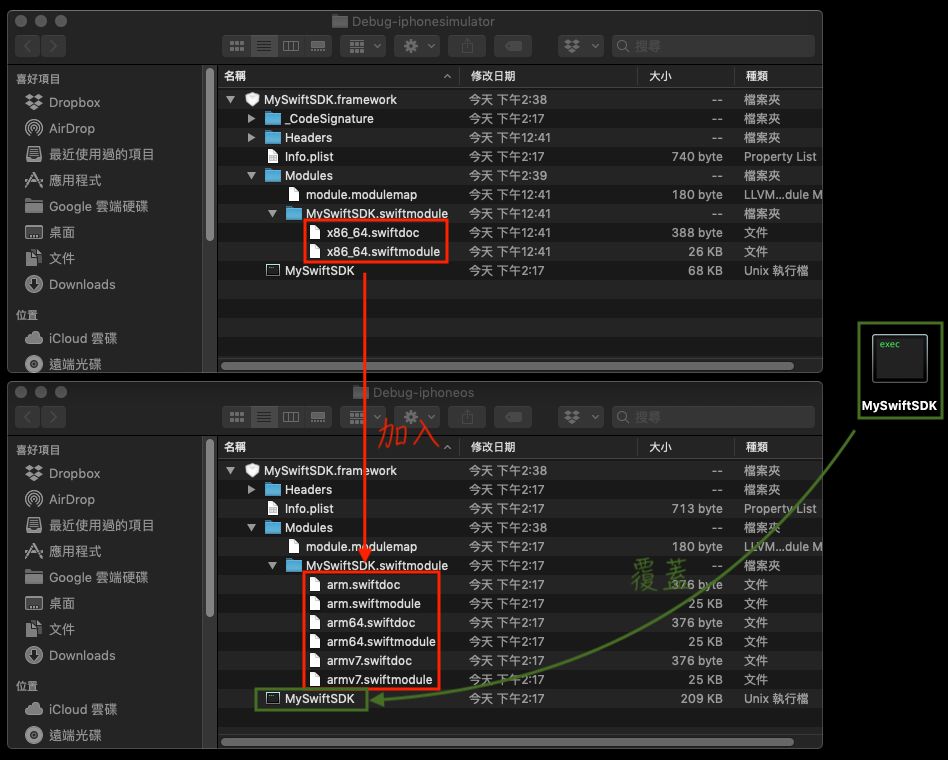 Debug-iphonesimulator
搜尋
喜好項目
Dropbox
AirDrop
最近使用過的項目
應用程式
Google 雲端硬碟
桌面
文件
Downloads
位置
iCloud 雲碟
遠端光碟
名稱 修改日期 大小 種類
MySwiftSDK.framework 今天 下午2:38 -- 檔案夾
_CodeSignature 今天 下午2:17 -- 檔案夾
Headers 今天 下午12:41 -- 檔案夾
Info.plist 今天 下午2:17 740 byte Property List
Modules 今天 下午2:39 -- 檔案夾
module.modulemap 今天 下午12:41 180 byte LLVM...dule M
MySwiftSDK.swiftmodule 今天 下午12:41 -- 檔案夾
x86_64.swiftdoc 今天 下午12:41 388 byte 文件
x86_64.swiftmodule 今天 下午12:41 26 KB 文件
MySwiftSDK 今天 下午2:17 68 KB Unix 執行檔
exec
MySwiftSDK
Debug-iphoneos
搜尋
加入
喜好項目
Dropbox
AirDrop
最近使用過的項目
應用程式
Google 雲端硬碟
桌面
文件
Downloads
位置
iCloud 雲碟
遠端光碟
名稱 修改日期 大小 種類
MySwiftSDK.framework 今天 下午2:38 -- 檔案夾
Headers 今天 下午2:17 -- 檔案夾
Info.plist 今天 下午2:17 713 byte Property List
Modules 今天 下午2:38 -- 檔案夾
module.modulemap 今天 下午2:17 180 byte LLVM...dule M
MySwiftSDK.swiftmodule 今天 下午2:17 -- 檔案夾
覆蓋
arm.swiftdoc 今天 下午2:17 376 byte 文件
arm.swiftmodule 今天 下午2:17 25 KB 文件
arm64.swiftdoc 今天 下午2:17 376 byte 文件
arm64.swiftmodule 今天 下午2:17 25 KB 文件
armv7.swiftdoc 今天 下午2:17 376 byte 文件
armv7.swiftmodule 今天 下午2:17 25 KB 文件
MySwiftSDK 今天 下午2:17 209 KB Unix 執行檔